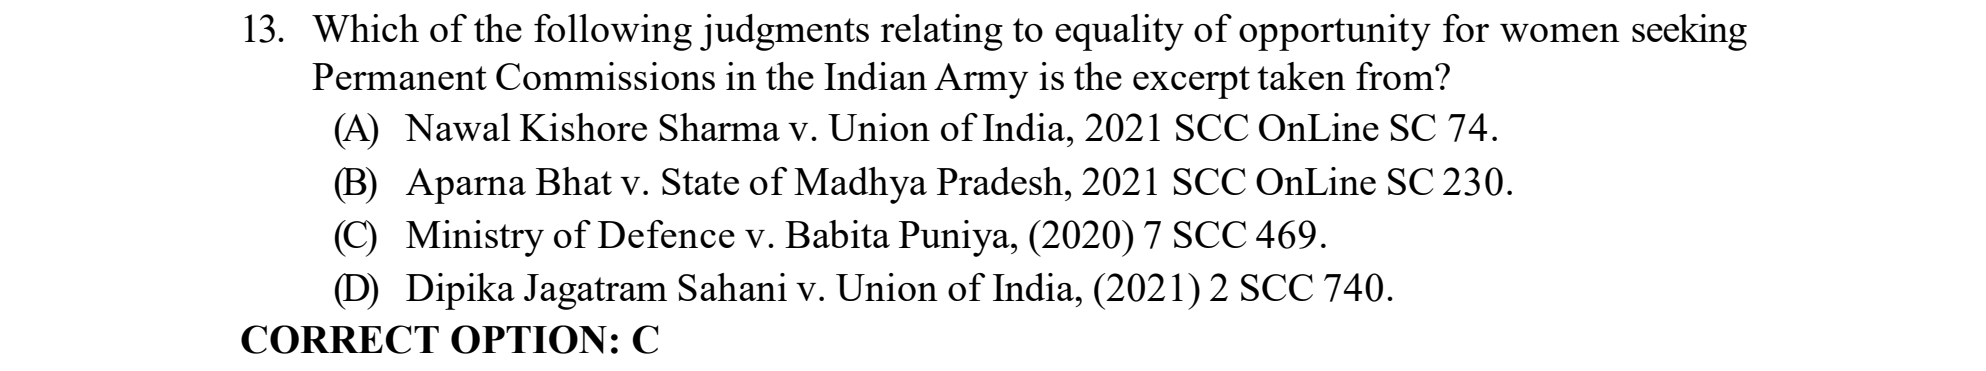 13. Which of the following judgments relating to equality of opportunity for women seeking
Permanent Commissions in the Indian Army is the excerpt taken from?
(A) Nawal Kishore Sharma v. Union of India, 2021 SCC OnLine SC 74.
(B) Aparna Bhat v. State of Madhya Pradesh, 2021 SCC OnLine SC 230.
(C) Ministry of Defence v. Babita Puniya, (2020) 7 SCC 469.
(D) Dipika Jagatram Sahani v. Union of India, (2021) 2 SCC 740.
CORRECT OPTION: C